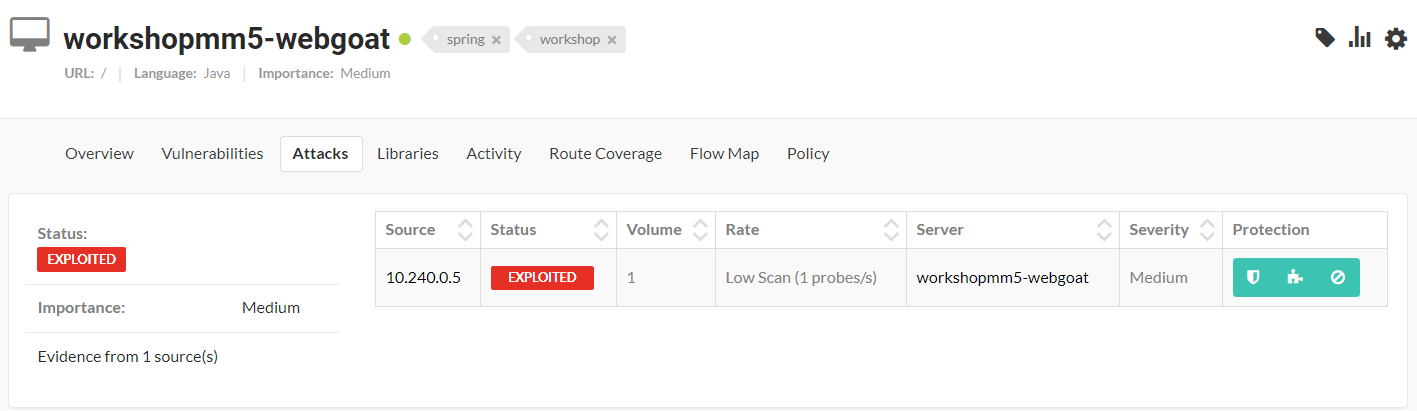 workshopmm5-webgoat spring workshop
URL: / Language: Java Importance: Medium
Overview Vulnerabilities Attacks Libraries Activity Route Coverage Flow Map Policy
Status:
EXPLOITED
Importance: Medium
Evidence from 1 source(s)
Source Status Volume Rate Server Severity Protection
10.240.0.5 EXPLOITED 1 Low Scan (1 probes/s) workshopmm5-webgoat Medium